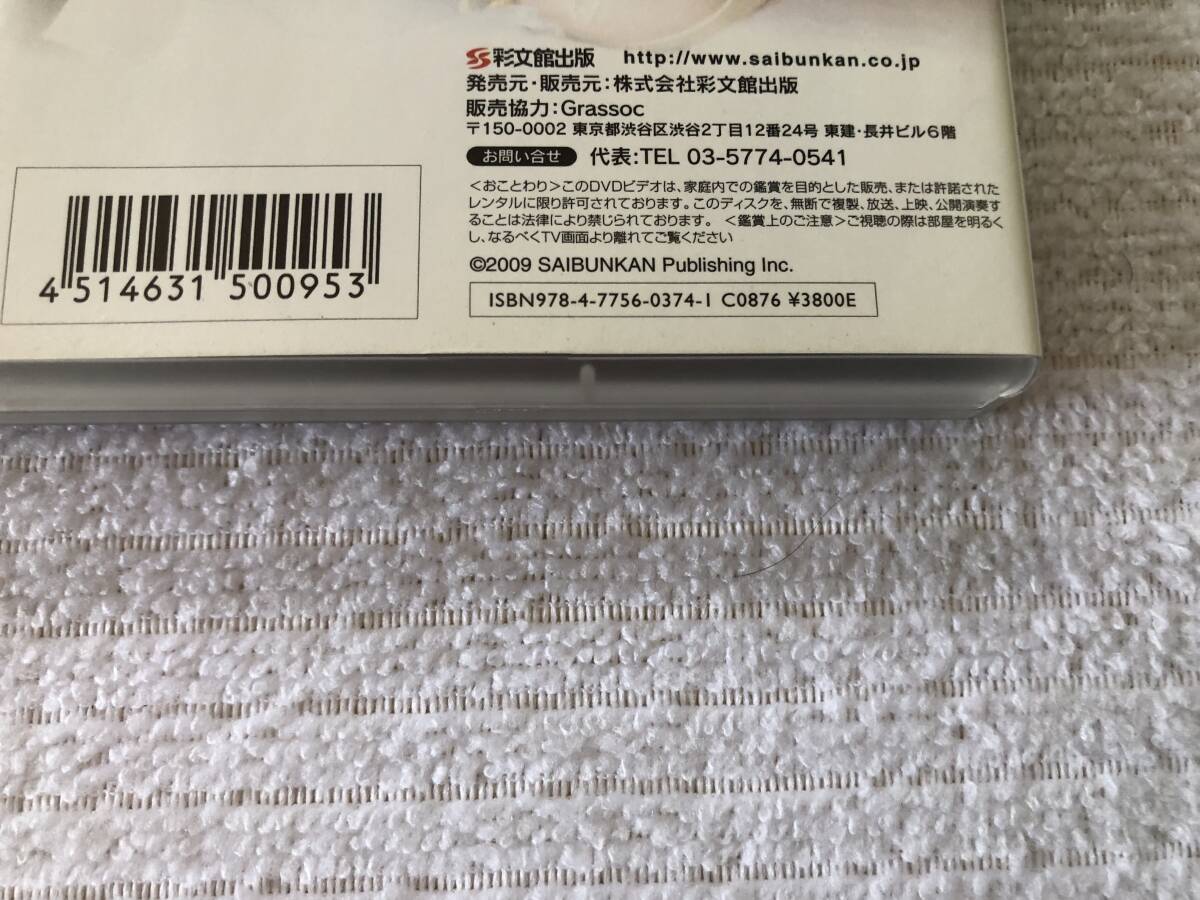 彩文館出版 http://www.saibunkan.co.jp
発売元・販売元:株式会社彩文館出版
販売協力:Grassoc
〒150-0002 東京都渋谷区渋谷2丁目12番24号 東建・長井ビル6階
お問い合せ 代表:TEL 03-5774-0541
<おことわり>このDVDビデオは、家庭内での鑑賞を目的とした販売、または許諾された
レンタルに限り許可されております。このディスクを、無断で複製、放送、上映、公開演奏す
ることは法律により禁じられております。 <鑑賞上のご注意>ご視聴の際は部屋を明るく
し、なるべくTV画面より離れてご覧ください
©2009 SAIBUNKAN Publishing Inc.
ISBN978-4-7756-0374-1 C0876 ¥3800E
4 514631 500953